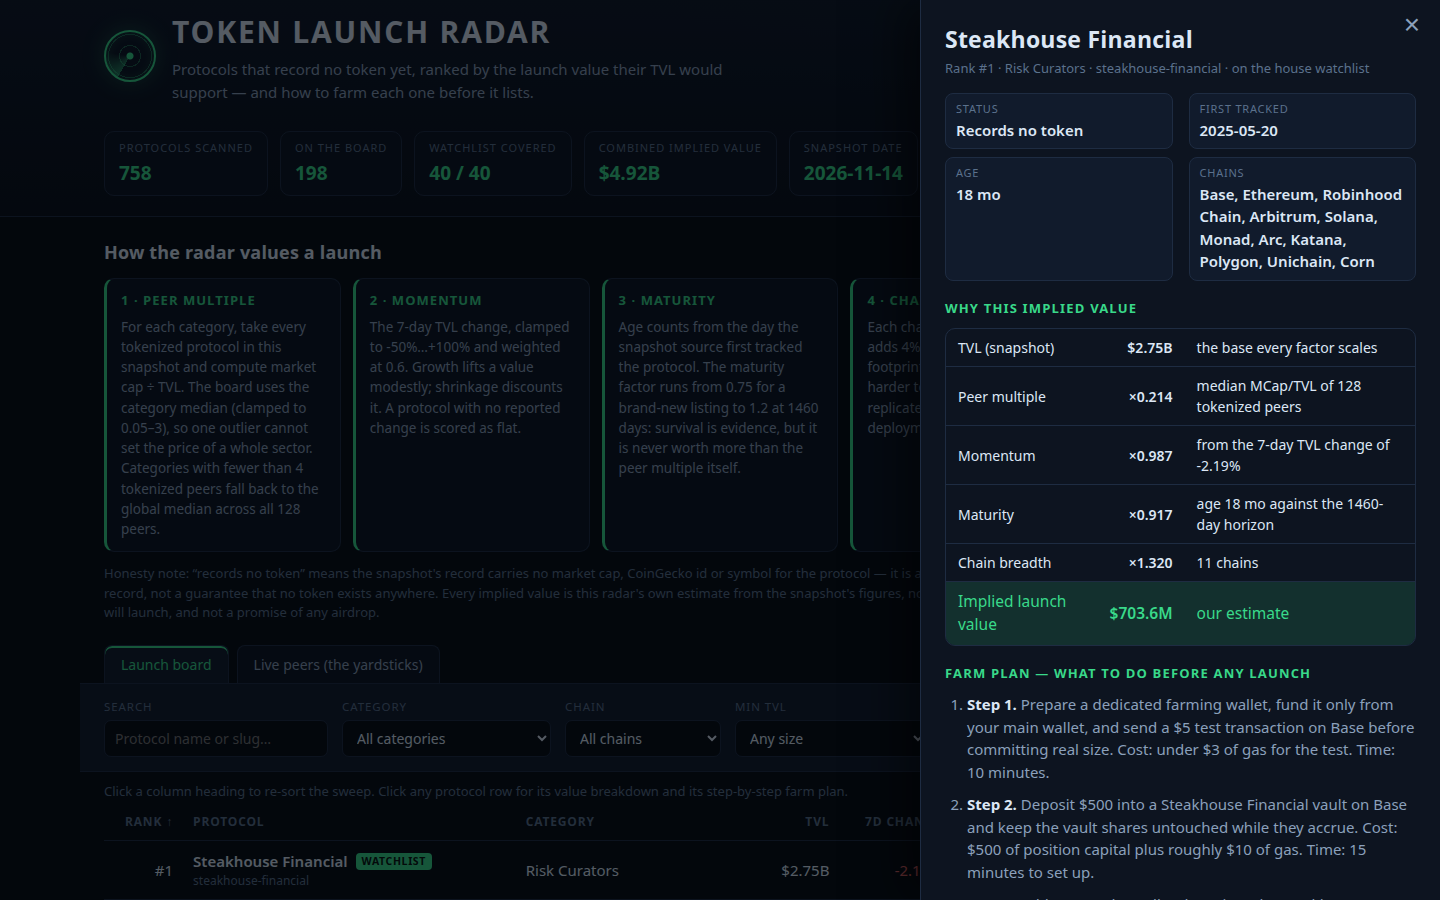 TOKEN LAUNCH RADAR
Protocols that record no token yet, ranked by the launch value their TVL would
support — and how to farm each one before it lists.
PROTOCOLS SCANNED
758
ON THE BOARD
198
WATCHLIST COVERED
40 / 40
COMBINED IMPLIED VALUE
$4.92B
SNAPSHOT DATE
2026-11-14
How the radar values a launch
1 · PEER MULTIPLE
For each category, take every
tokenized protocol in this
snapshot and compute market
cap ÷ TVL. The board uses the
category median (clamped to
0.05–3), so one outlier cannot
set the price of a whole sector.
Categories with fewer than 4
tokenized peers fall back to the
global median across all 128
peers.
2 · MOMENTUM
The 7-day TVL change, clamped
to -50%…+100% and weighted
at 0.6. Growth lifts a value
modestly; shrinkage discounts
it. A protocol with no reported
change is scored as flat.
3 · MATURITY
Age counts from the day the
snapshot source first tracked
the protocol. The maturity
factor runs from 0.75 for a
brand-new listing to 1.2 at 1460
days: survival is evidence, but it
is never worth more than the
peer multiple itself.
4 · CHA
Each cha
adds 4%
footprin
harder t
replicate
deploym
Honesty note: "records no token" means the snapshot's record carries no market cap, CoinGecko id or symbol for the protocol — it is a
record, not a guarantee that no token exists anywhere. Every implied value is this radar's own estimate from the snapshot's figures, no
will launch, and not a promise of any airdrop.
Launch board
Live peers (the yardsticks)
SEARCH
Protocol name or slug...
CATEGORY
All categories
CHAIN
All chains
MIN TVL
Any size
Click a column heading to re-sort the sweep. Click any protocol row for its value breakdown and its step-by-step farm plan.
RANK ↑ PROTOCOL CATEGORY TVL 7D CHAN
#1 Steakhouse Financial WATCHLIST Risk Curators $2.75B -2.1
steakhouse-financial
✕
Steakhouse Financial
Rank #1 · Risk Curators · steakhouse-financial · on the house watchlist
STATUS
Records no token
FIRST TRACKED
2025-05-20
AGE
18 mo
CHAINS
Base, Ethereum, Robinhood
Chain, Arbitrum, Solana,
Monad, Arc, Katana,
Polygon, Unichain, Corn
WHY THIS IMPLIED VALUE
TVL (snapshot) $2.75B the base every factor scales
Peer multiple ×0.214 median MCap/TVL of 128
tokenized peers
Momentum ×0.987 from the 7-day TVL change of
-2.19%
Maturity ×0.917 age 18 mo against the 1460-
day horizon
Chain breadth ×1.320 11 chains
Implied launch
value $703.6M our estimate
FARM PLAN — WHAT TO DO BEFORE ANY LAUNCH
1. Step 1. Prepare a dedicated farming wallet, fund it only from
your main wallet, and send a $5 test transaction on Base before
committing real size. Cost: under $3 of gas for the test. Time:
10 minutes.
2. Step 2. Deposit $500 into a Steakhouse Financial vault on Base
and keep the vault shares untouched while they accrue. Cost:
$500 of position capital plus roughly $10 of gas. Time: 15
minutes to set up.